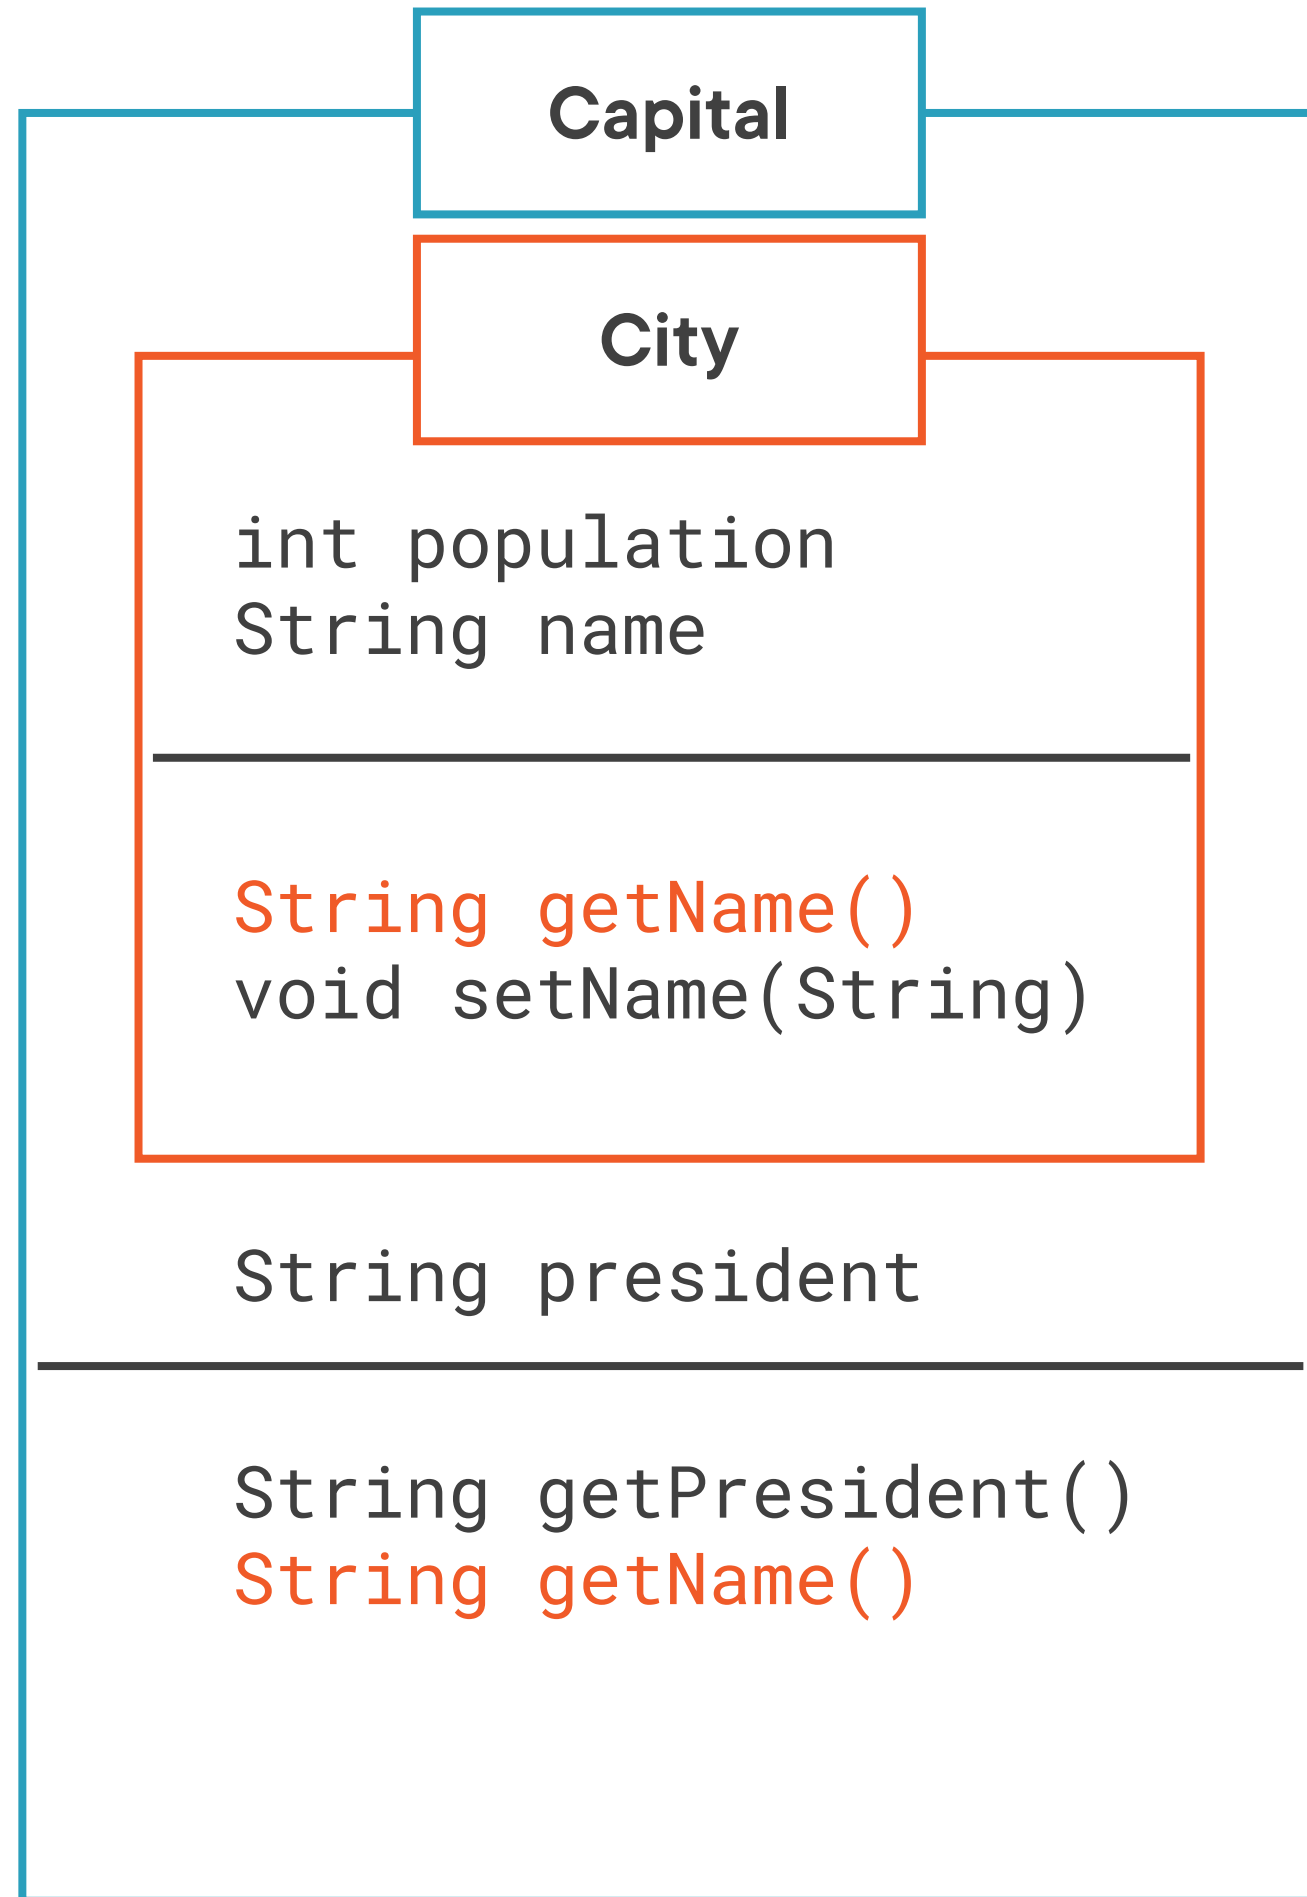 Capital
City
int population
String name
String getName()
void setName(String)
String president
String getPresident()
String getName()